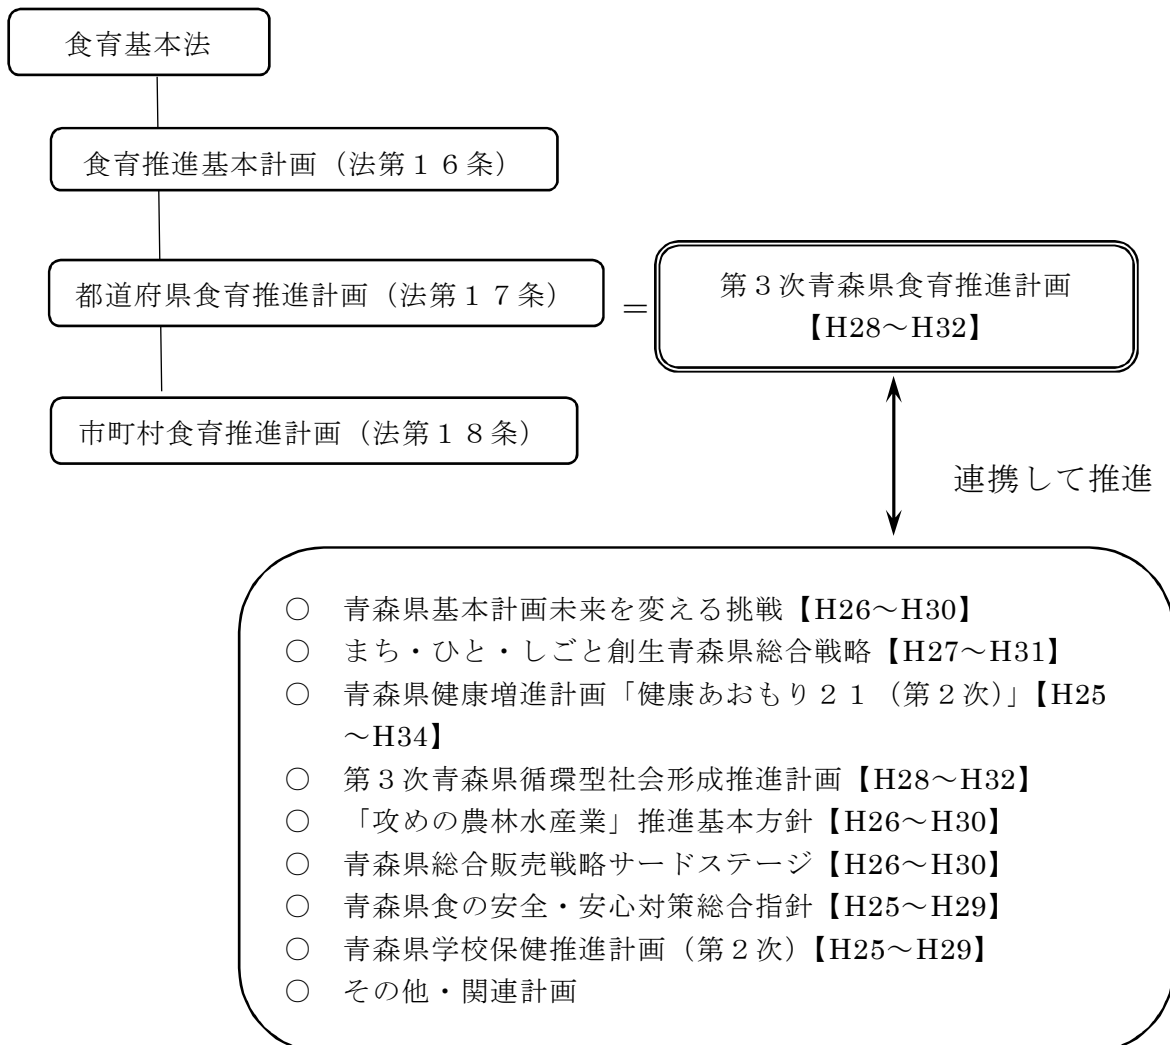 食育基本法
食育推進基本計画（法第１６条）
都道府県食育推進計画（法第１７条）
＝
第３次青森県食育推進計画
【H28～H32】
市町村食育推進計画（法第１８条）
連携して推進
○　青森県基本計画未来を変える挑戦【H26～H30】
○　まち・ひと・しごと創生青森県総合戦略【H27～H31】
○　青森県健康増進計画「健康あおもり２１（第２次）」【H25
～H34】
○　第３次青森県循環型社会形成推進計画【H28～H32】
○　「攻めの農林水産業」推進基本方針【H26～H30】
○　青森県総合販売戦略サードステージ【H26～H30】
○　青森県食の安全・安心対策総合指針【H25～H29】
○　青森県学校保健推進計画（第２次）【H25～H29】
○　その他・関連計画